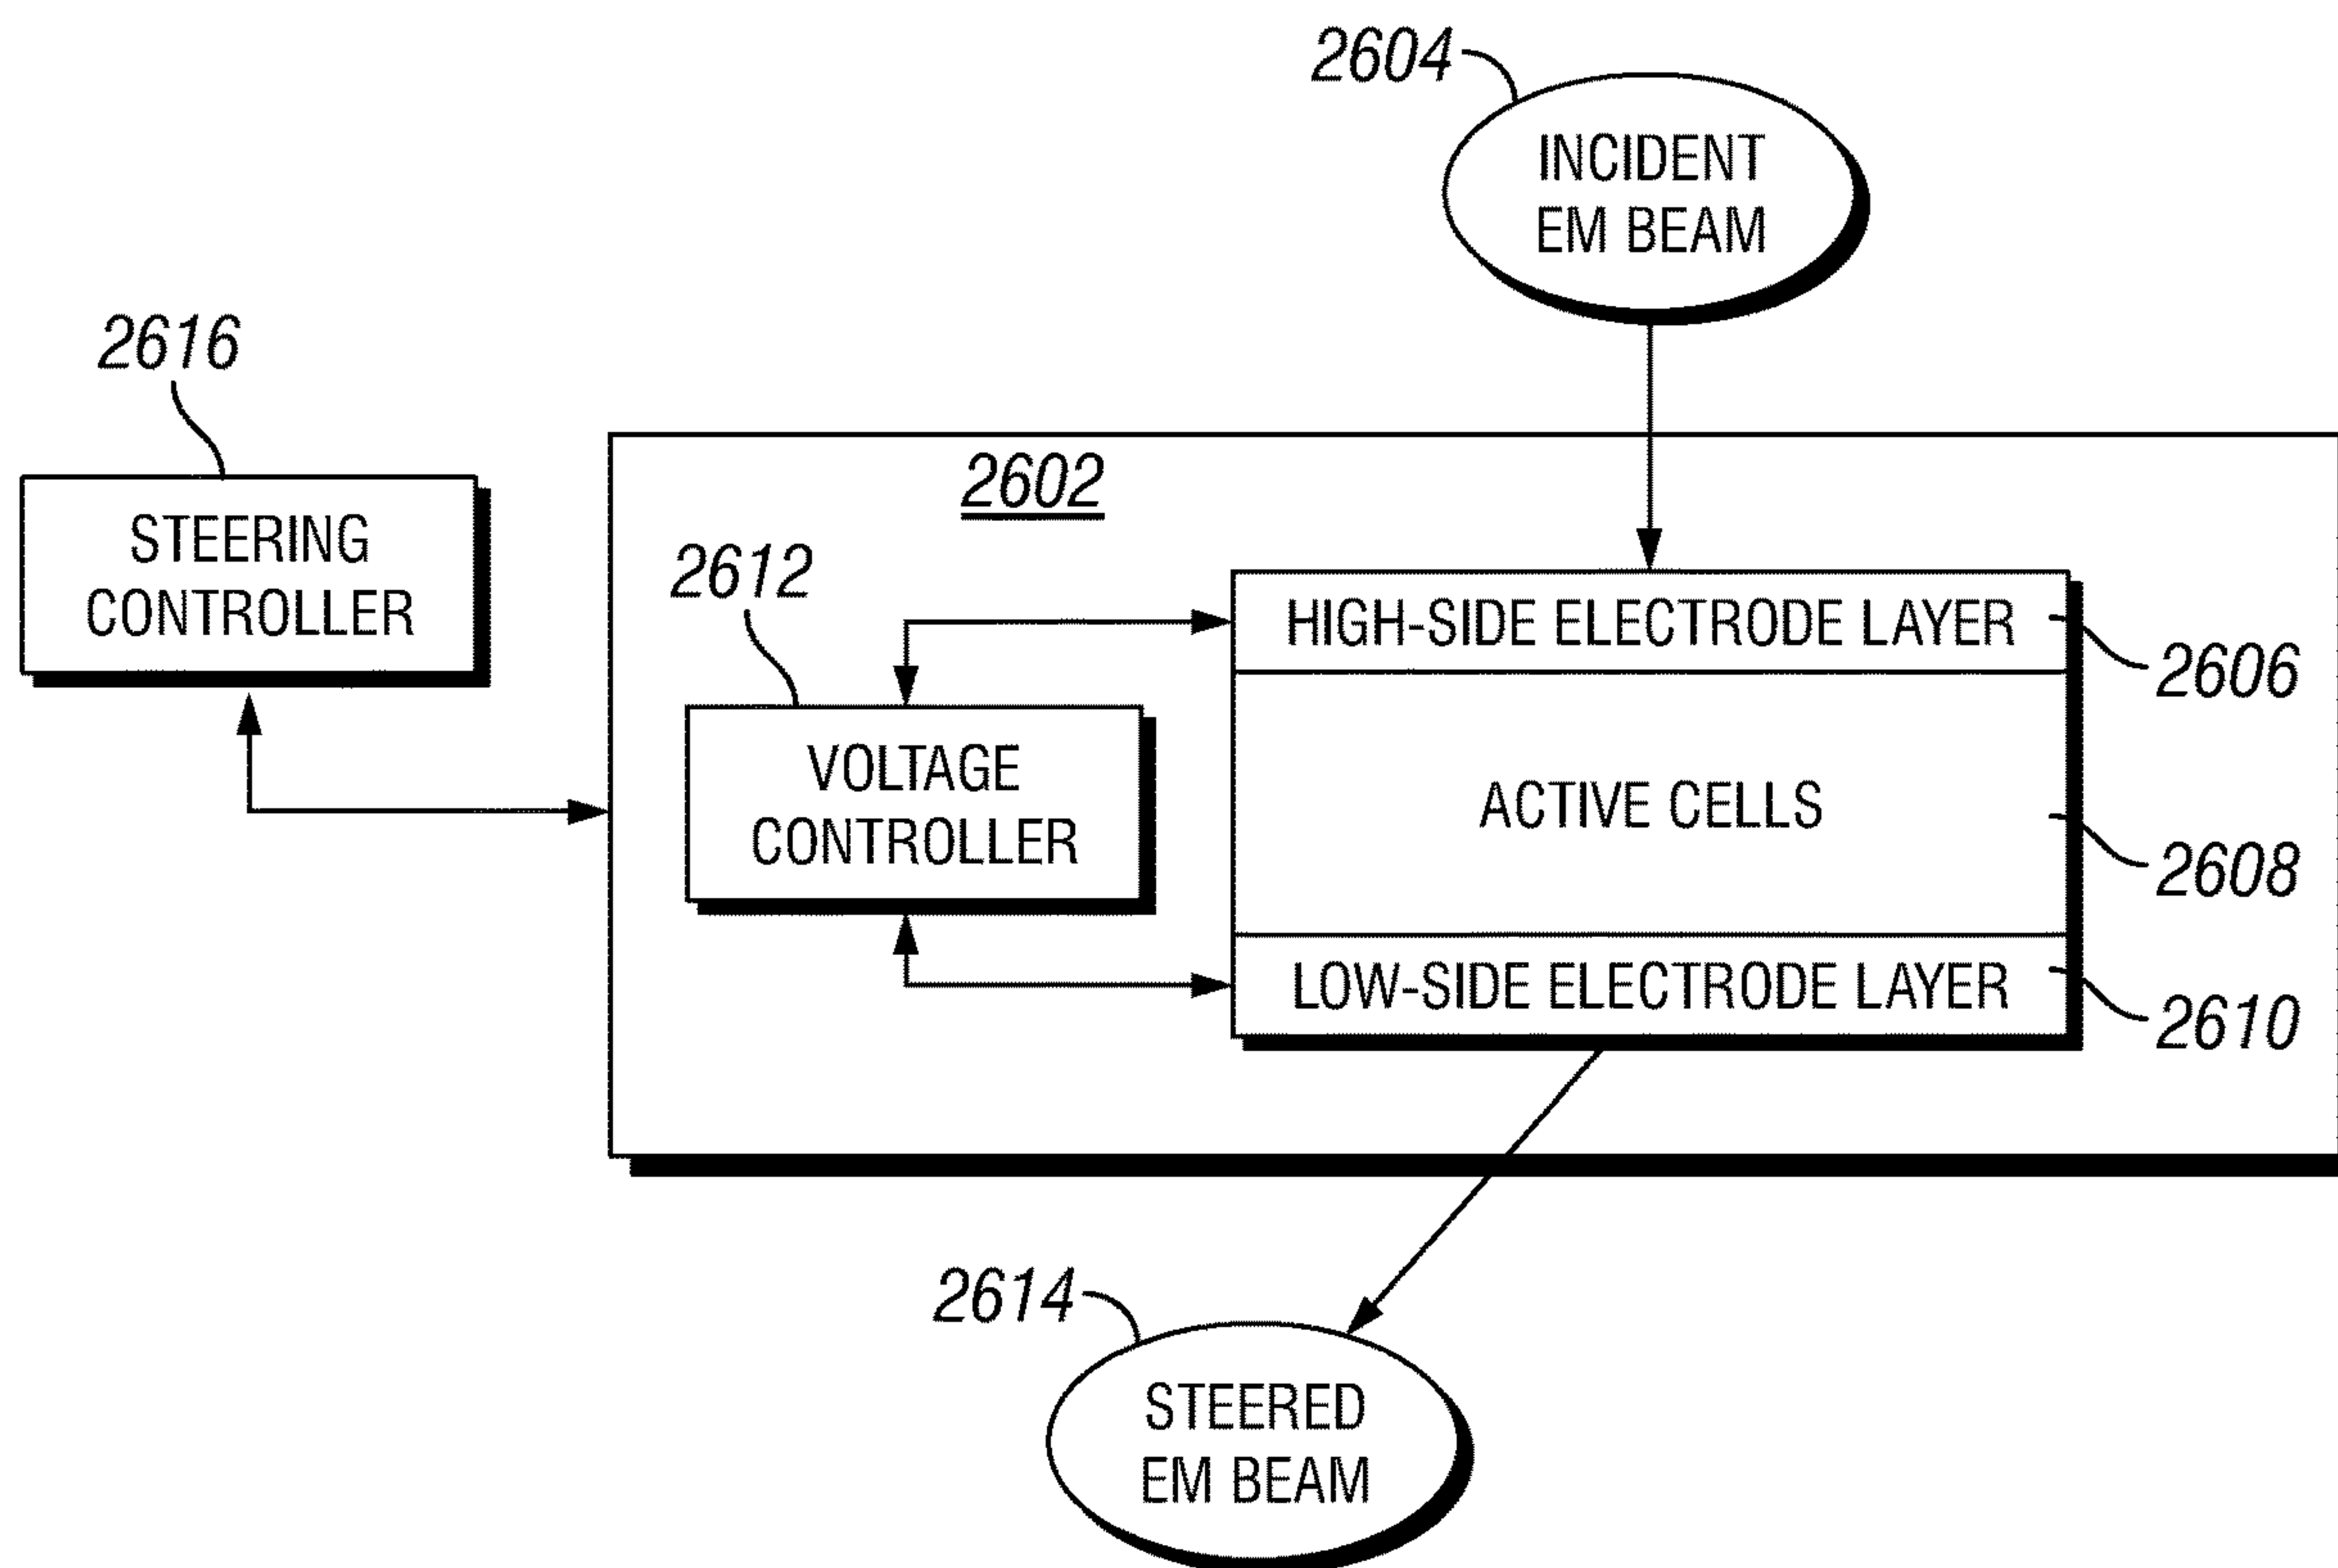 2604
INCIDENT
EM BEAM
2616
STEERING
CONTROLLER
2602
2612
VOLTAGE
CONTROLLER
HIGH-SIDE ELECTRODE LAYER
2606
ACTIVE CELLS
2608
LOW-SIDE ELECTRODE LAYER
2610
2614
STEERED
EM BEAM